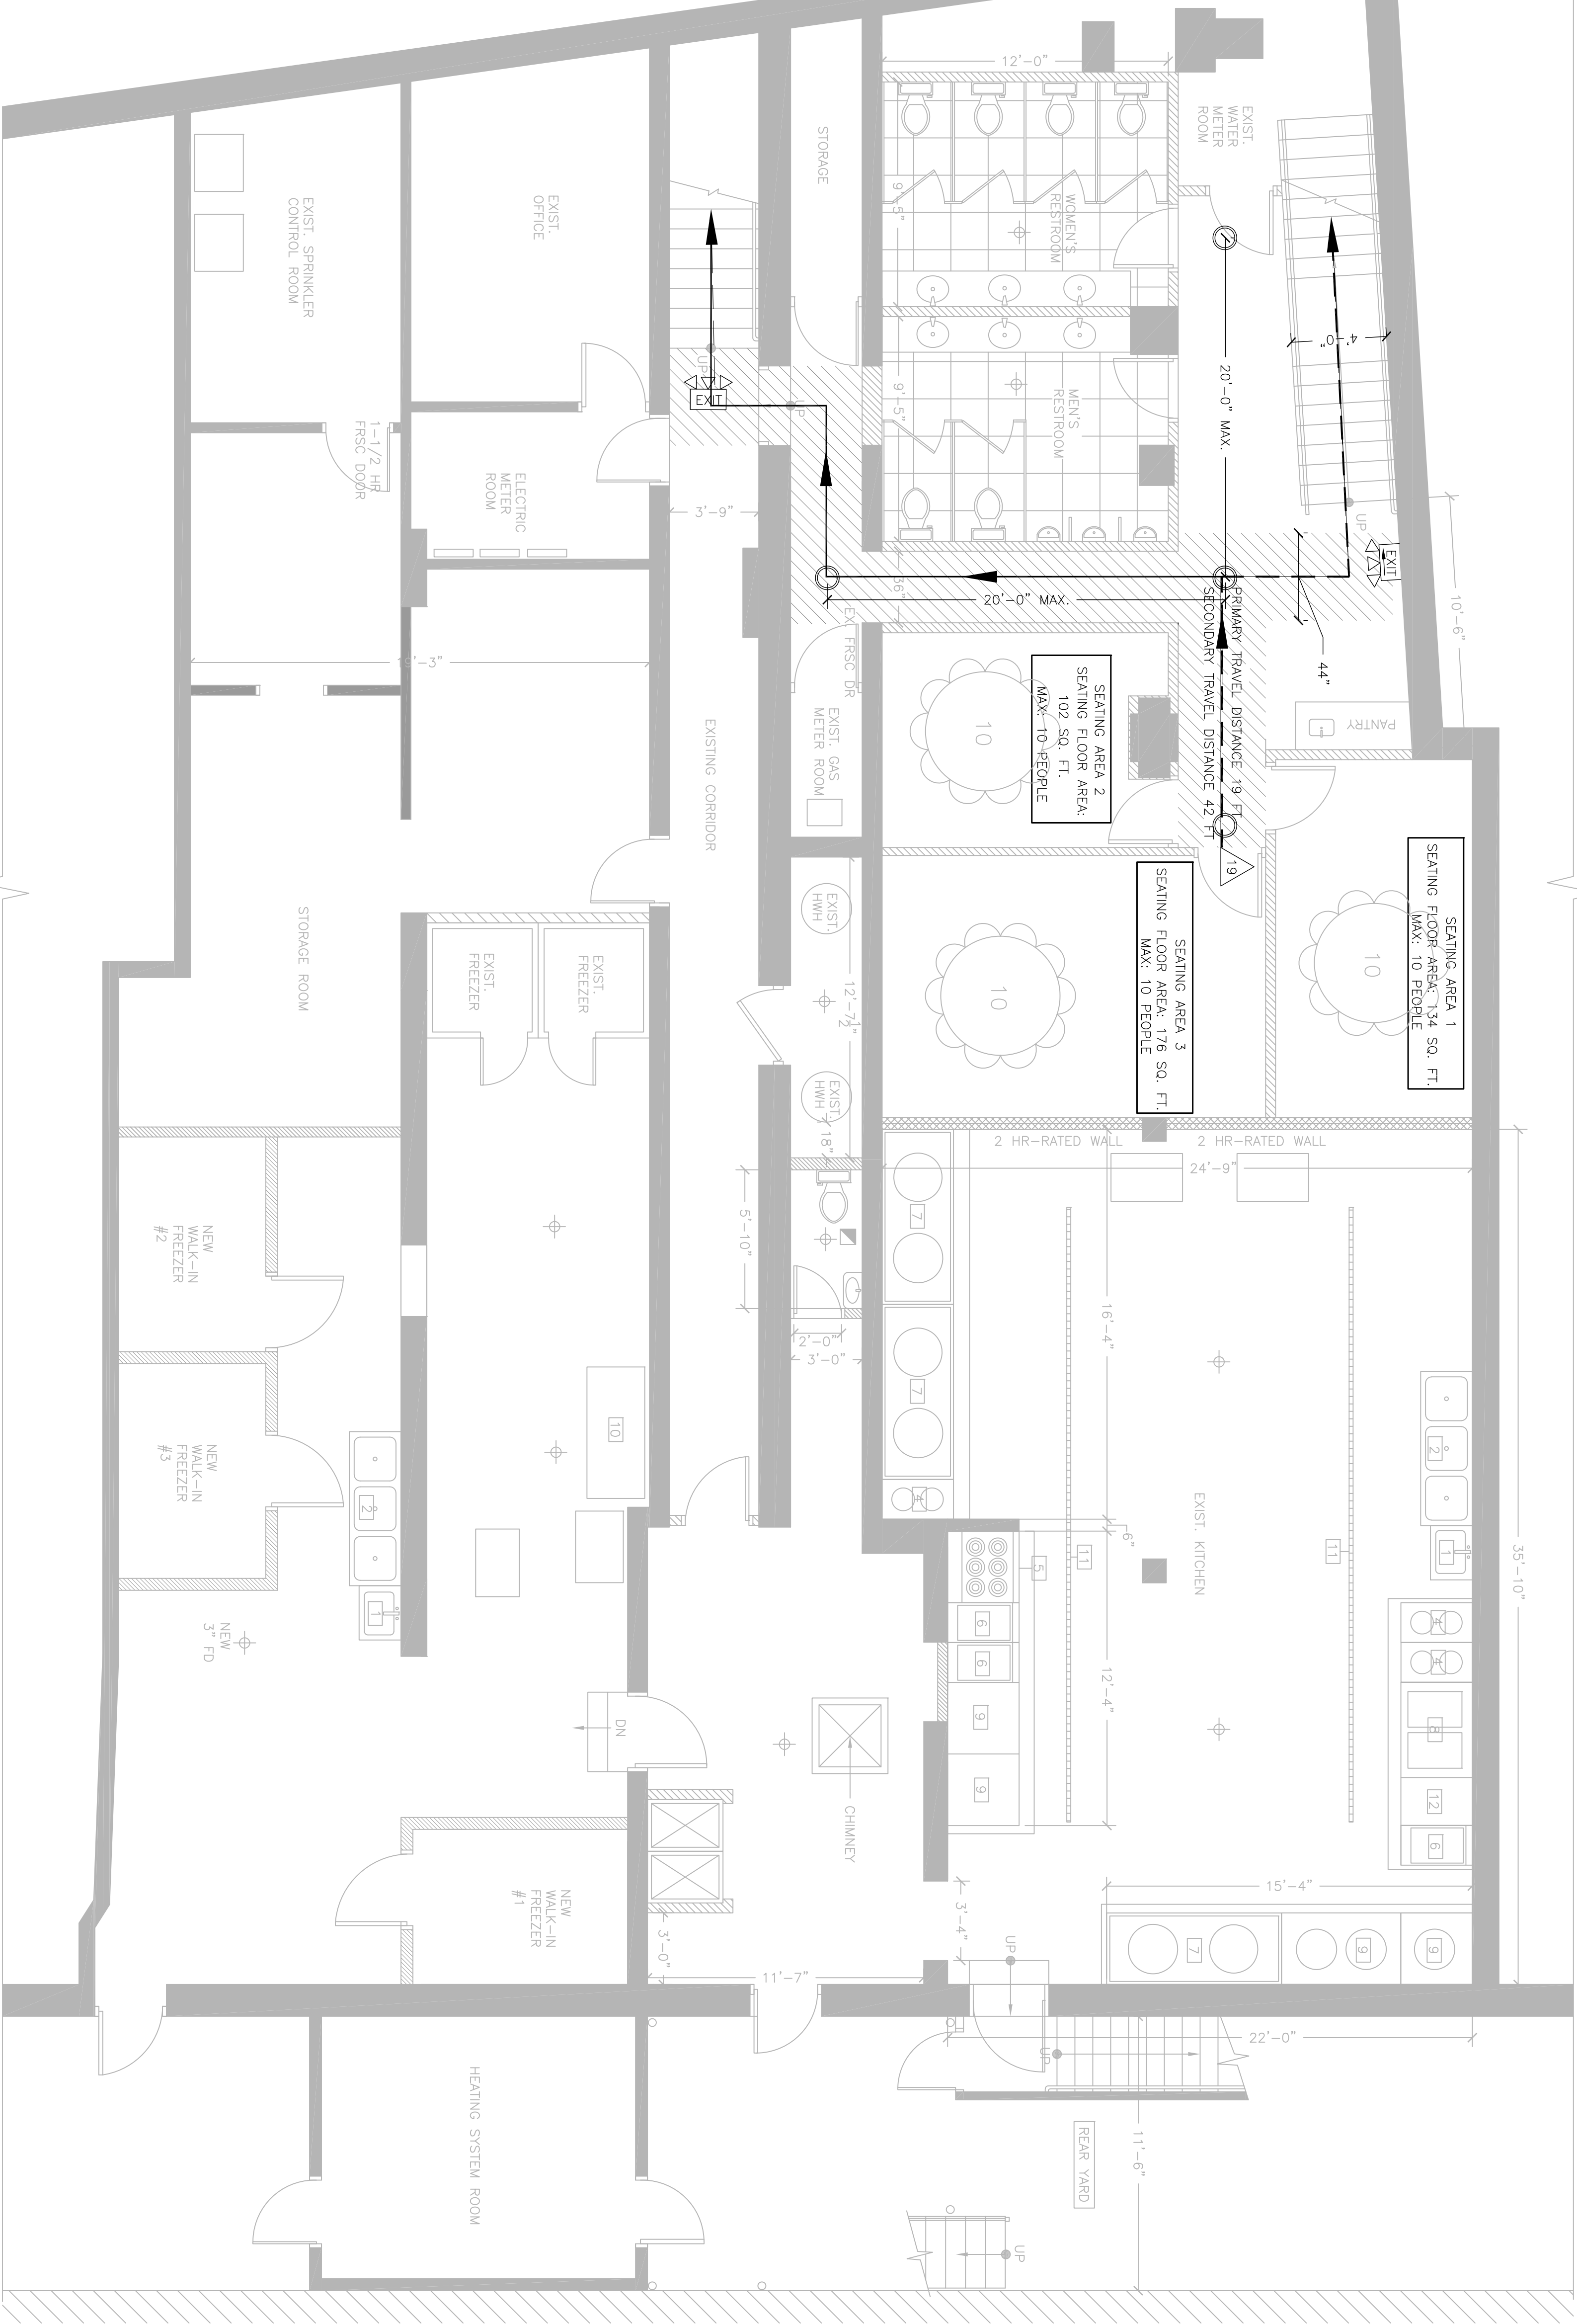 12'-0"
EXIST.
WATER
METER
ROOM
STORAGE
9'-5"
WOMEN'S
RESTROOM
EXIST.
OFFICE
EXIST. SPRINKLER
CONTROL ROOM
20'-0" MAX.
4'-0"
UP
EXIT
UP
9'-5"
MEN'S
RESTROOM
1-1/2 HR
FRSC DOOR
ELECTRIC
METER
ROOM
3'-9"
UP
EXIT
10'-6"
36"
20'-0" MAX.
44"
PRIMARY TRAVEL DISTANCE 19 FT
SECONDARY TRAVEL DISTANCE 42 FT
EX. FRSC DR
PANTRY
SEATING AREA 2
SEATING FLOOR AREA:
102 SQ. FT.
MAX: 10 PEOPLE
10
EXIST. GAS
METER ROOM
EXISTING CORRIDOR
19
SEATING AREA 1
SEATING FLOOR AREA: 134 SQ. FT.
MAX: 10 PEOPLE
10
SEATING AREA 3
SEATING FLOOR AREA: 176 SQ. FT.
MAX: 10 PEOPLE
10
EXIST.
HWH
12'-7 1/2"
EXIST.
HWH
18"
STORAGE ROOM
EXIST.
FREEZER
EXIST.
FREEZER
2 HR-RATED WALL
2 HR-RATED WALL
24'-9"
7
7
5'-10"
2'-0"
3'-0"
16'-4"
NEW
WALK-IN
FREEZER
#2
NEW
WALK-IN
FREEZER
#3
10
2
1
NEW
3" FD
2
1
EXIST. KITCHEN
35'-10"
4
6"
5
11
11
6
6
9
9
12'-4"
4
4
8
12
6
DN
CHIMNEY
NEW
WALK-IN
FREEZER
#1
3'-0"
3'-4"
UP
15'-4"
7
9
9
11'-7"
22'-0"
UP
HEATING SYSTEM ROOM
REAR YARD
11'-6"
UP